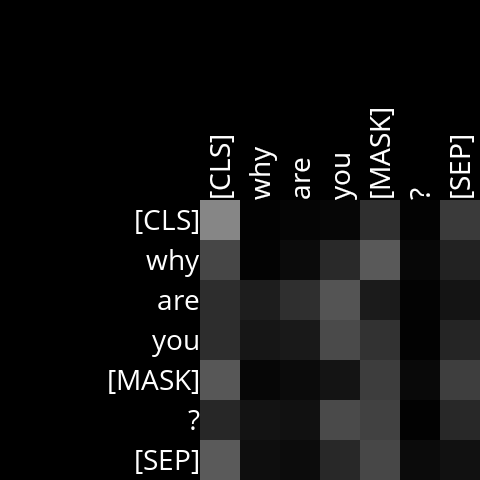 [CLS] why are you [MASK] ? [SEP]
[CLS]
why
are
you
[MASK]
?
[SEP]